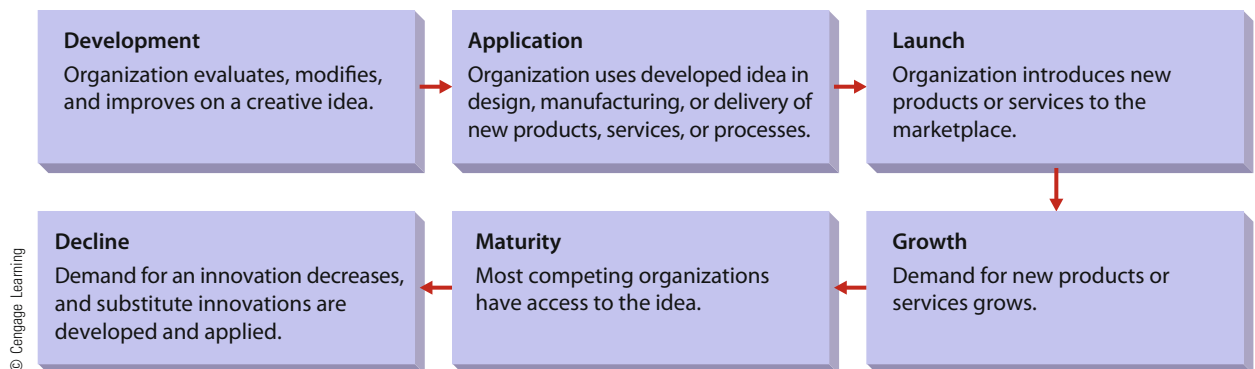 Development
Organization evaluates, modifies,
and improves on a creative idea.
Application
Organization uses developed idea in
design, manufacturing, or delivery of
new products, services, or processes.
Launch
Organization introduces new
products or services to the
marketplace.
Growth
Demand for new products or
services grows.
Maturity
Most competing organizations
have access to the idea.
Decline
Demand for an innovation decreases,
and substitute innovations are
developed and applied.
© Cengage Learning